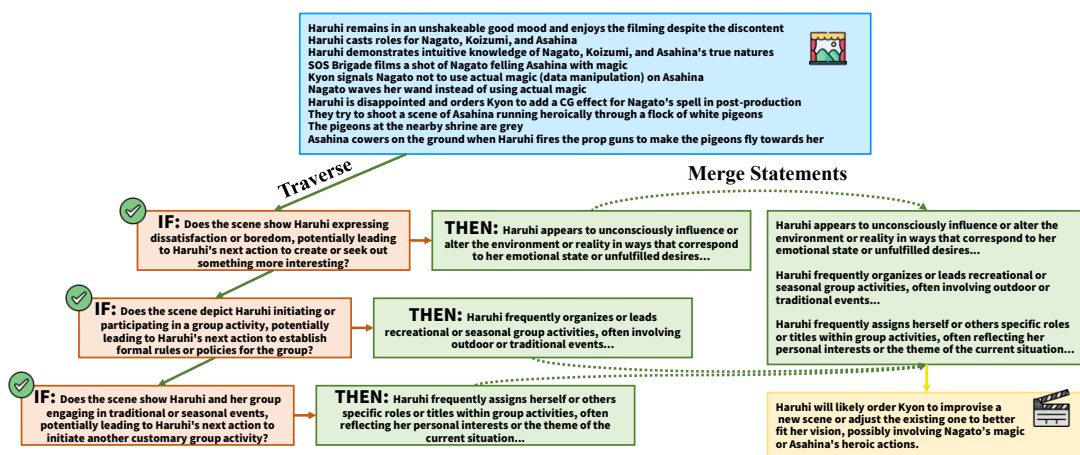 Haruhi remains in an unshakeable good mood and enjoys the filming despite the discontent
Haruhi casts roles for Nagato, Koizumi, and Asahina
Haruhi demonstrates intuitive knowledge of Nagato, Koizumi, and Asahina's true natures
SOS Brigade films a shot of Nagato felling Asahina with magic
Kyon signals Nagato not to use actual magic (data manipulation) on Asahina
Nagato waves her wand instead of using actual magic
Haruhi is disappointed and orders Kyon to add a CG effect for Nagato's spell in post-production
They try to shoot a scene of Asahina running heroically through a flock of white pigeons
The pigeons at the nearby shrine are grey
Asahina cowers on the ground when Haruhi fires the prop guns to make the pigeons fly towards her
Traverse
Merge Statements
IF: Does the scene show Haruhi expressing
dissatisfaction or boredom, potentially leading
to Haruhi's next action to create or seek out
something more interesting?
THEN: Haruhi appears to unconsciously influence or
alter the environment or reality in ways that correspond
to her emotional state or unfulfilled desires...
IF: Does the scene depict Haruhi initiating or
participating in a group activity, potentially
leading to Haruhi's next action to establish
formal rules or policies for the group?
THEN: Haruhi frequently organizes or leads
recreational or seasonal group activities, often involving
outdoor or traditional events...
IF: Does the scene show Haruhi and her group
engaging in traditional or seasonal events,
potentially leading to Haruhi's next action to
initiate another customary group activity?
THEN: Haruhi frequently assigns herself or others
specific roles or titles within group activities, often
reflecting her personal interests or the theme of the
current situation...
Haruhi appears to unconsciously influence or alter the
environment or reality in ways that correspond to her
emotional state or unfulfilled desires...
Haruhi frequently organizes or leads recreational or
seasonal group activities, often involving outdoor or
traditional events...
Haruhi frequently assigns herself or others specific roles
or titles within group activities, often reflecting her
personal interests or the theme of the current situation...
Haruhi will likely order Kyon to improvise a
new scene or adjust the existing one to better
fit her vision, possibly involving Nagato's magic
or Asahina's heroic actions.